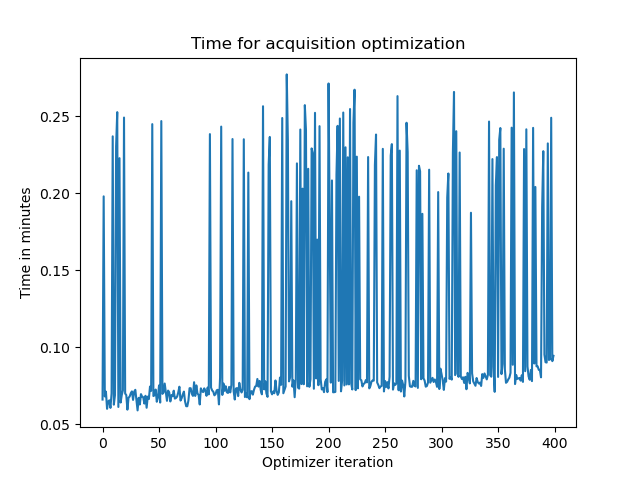 Time for acquisition optimization
Time in minutes
0.25
0.20
0.15
0.10
0.05
0 50 100 150 200 250 300 350 400
Optimizer iteration